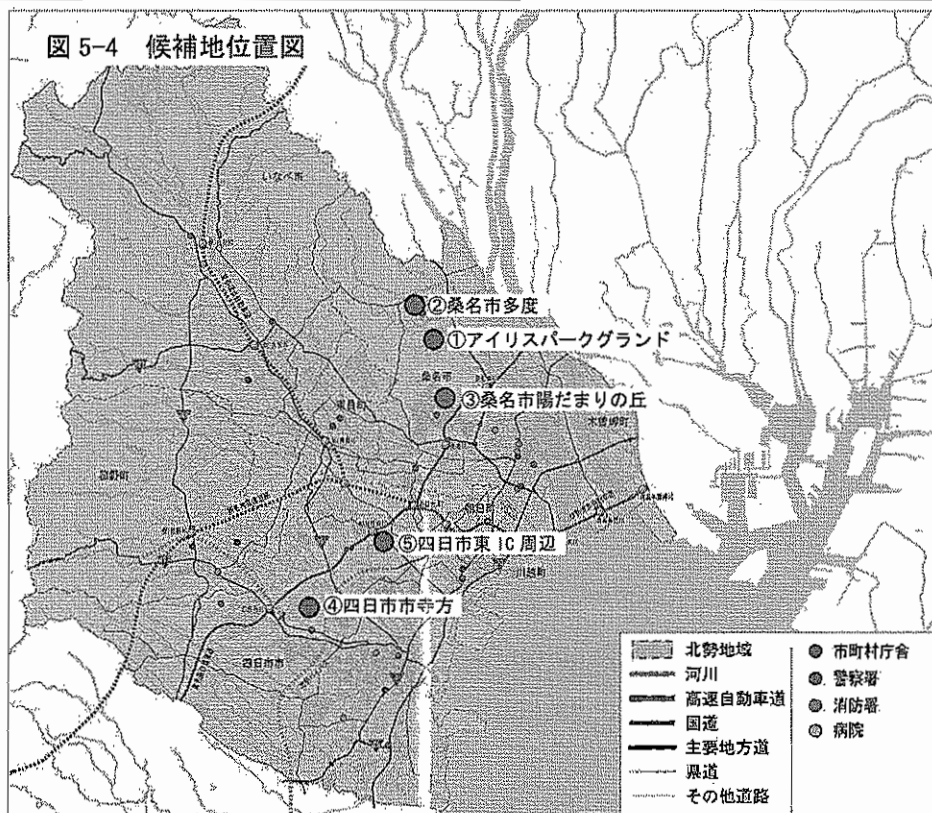 図 5-4 候補地位置図
いなべ市
②桑名市多度
①アイリスパークグランド
桑名市
③桑名市陽だまりの丘
東員町
木曽岬町
菰野町
朝日町
⑤四日市東IC周辺
川越町
④四日市市寺方
四日市市
北勢地域
河川
高速自動車道
国道
主要地方道
県道
その他道路
市町村庁舎
警察署
消防署
病院